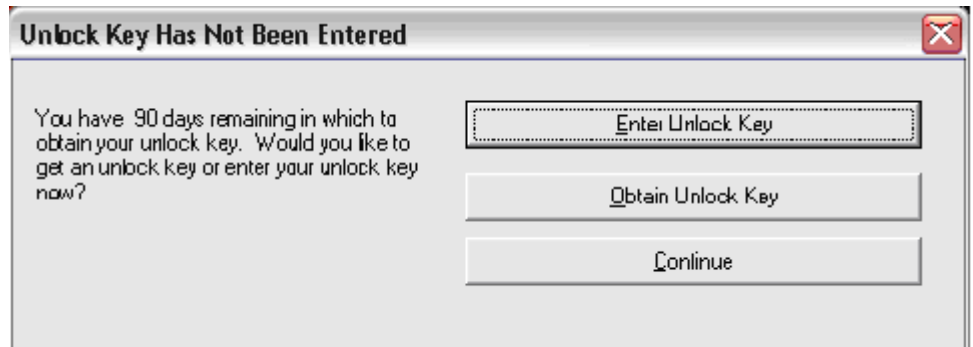 Unlock Key Has Not Been Entered
You have 90 days remaining in which to
obtain your unlock key. Would you like to
get an unlock key or enter your unlock key
now?
Enter Unlock Key
Obtain Unlock Key
Continue